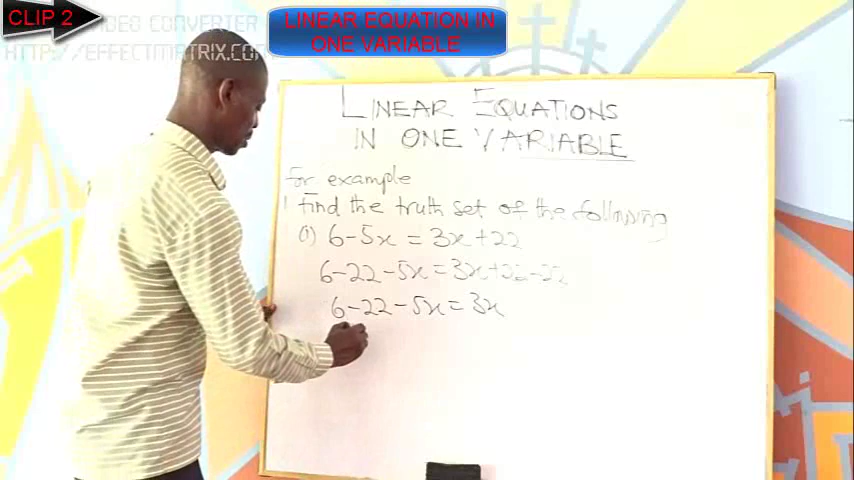 CLIP 2
VIDEO CONVERTER
HTTP://EFFECTMATRIX.COM
LINEAR EQUATION IN
ONE VARIABLE
LINEAR EQUATIONS
IN ONE VARIABLE
For example
1 find the truth set of the following
(i) 6-5x = 3x+22
6-22-5x=3x+22-22
6-22-5x=3x